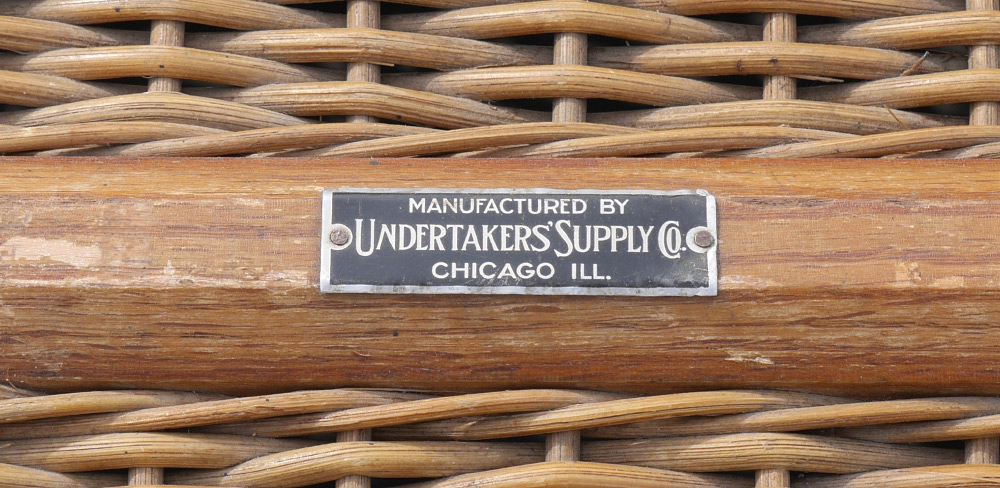 MANUFACTURED BY
UNDERTAKERS' SUPPLY CO.
CHICAGO ILL.